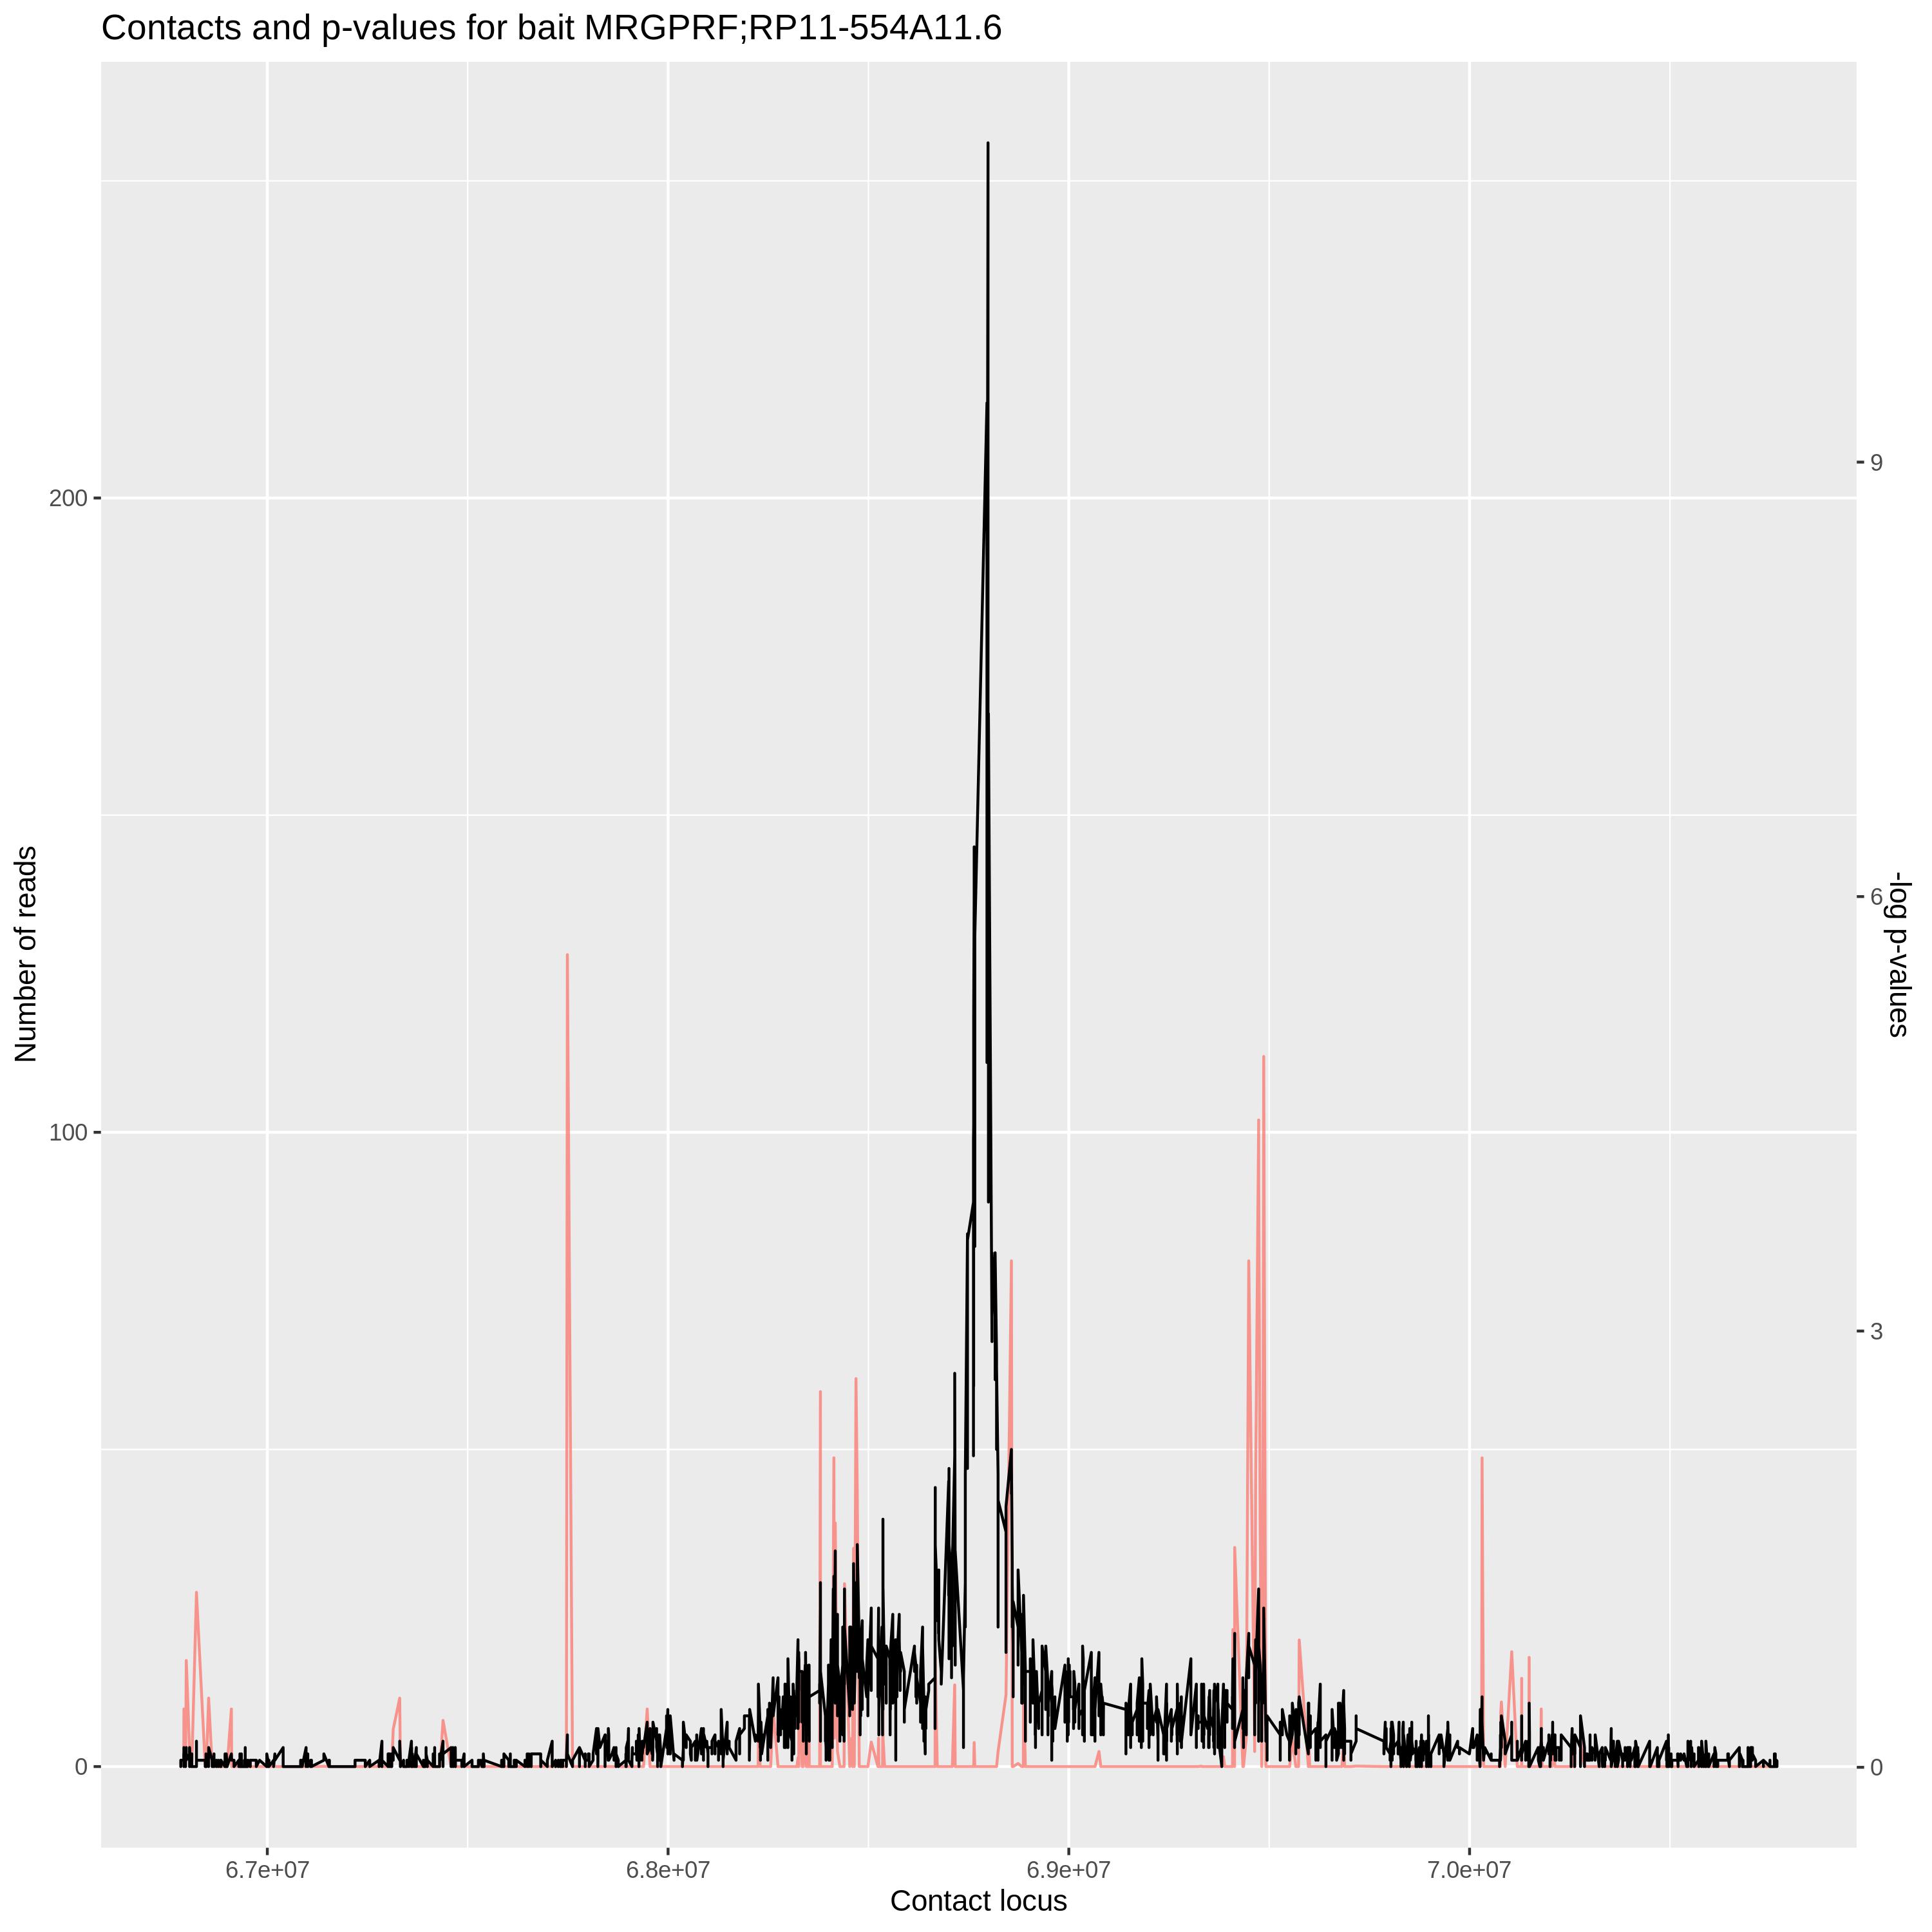 Contacts and p-values for bait MRGPRF;RP11-554A11.6
Number of reads
200
100
0
9
6
3
0
-log p-values
6.7e+07
6.8e+07
6.9e+07
7.0e+07
Contact locus